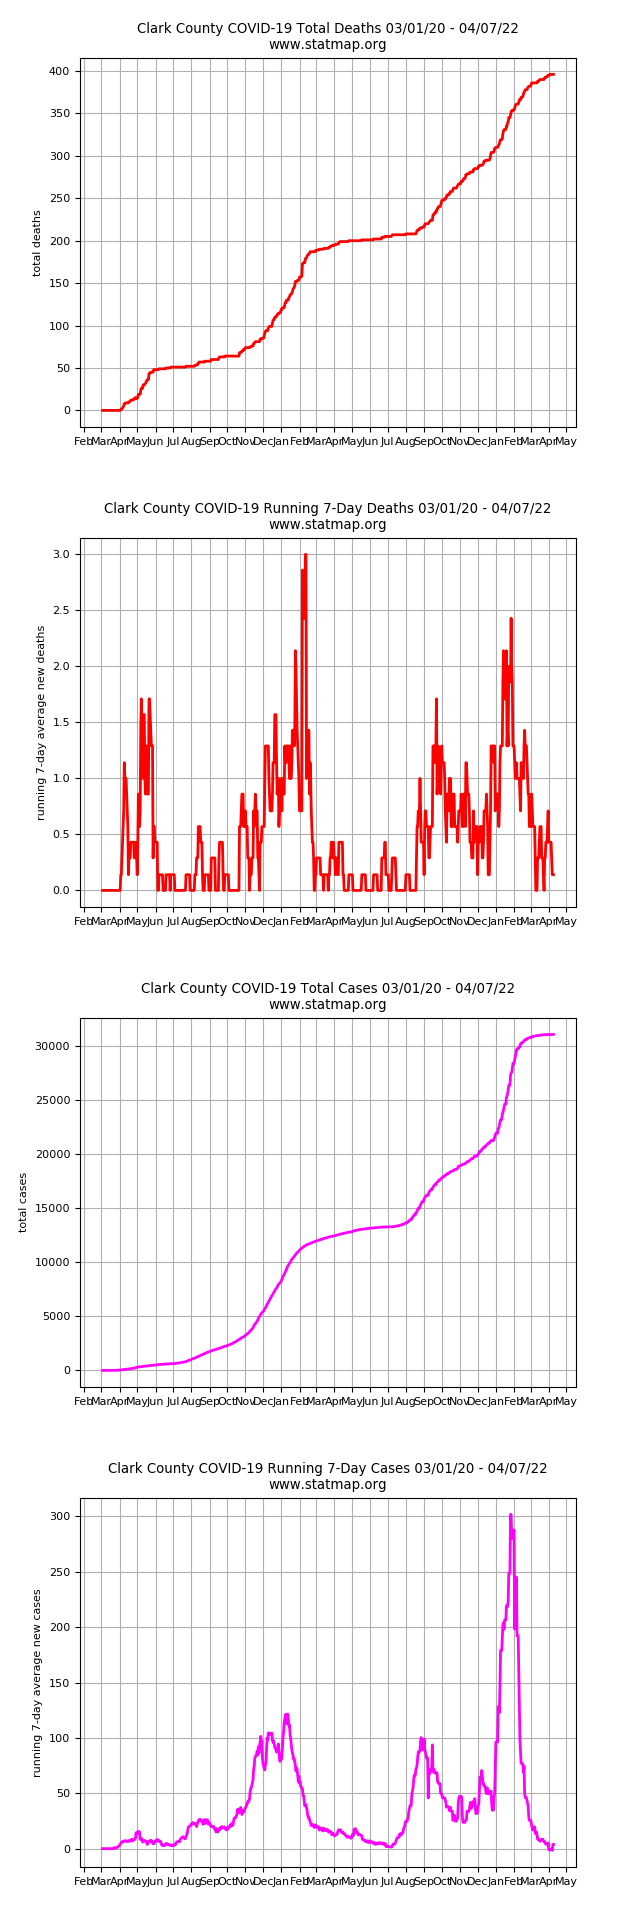 Clark County COVID-19 Total Deaths 03/01/20 - 04/07/22
www.statmap.org
400
350
300
250
200
150
100
50
0
total deaths
Feb Mar Apr May Jun Jul Aug Sep Oct Nov Dec Jan Feb Mar Apr May Jun Jul Aug Sep Oct Nov Dec Jan Feb Mar Apr May
Clark County COVID-19 Running 7-Day Deaths 03/01/20 - 04/07/22
www.statmap.org
3.0
2.5
2.0
1.5
1.0
0.5
0.0
running 7-day average new deaths
Feb Mar Apr May Jun Jul Aug Sep Oct Nov Dec Jan Feb Mar Apr May Jun Jul Aug Sep Oct Nov Dec Jan Feb Mar Apr May
Clark County COVID-19 Total Cases 03/01/20 - 04/07/22
www.statmap.org
30000
25000
20000
15000
10000
5000
0
total cases
Feb Mar Apr May Jun Jul Aug Sep Oct Nov Dec Jan Feb Mar Apr May Jun Jul Aug Sep Oct Nov Dec Jan Feb Mar Apr May
Clark County COVID-19 Running 7-Day Cases 03/01/20 - 04/07/22
www.statmap.org
300
250
200
150
100
50
0
running 7-day average new cases
Feb Mar Apr May Jun Jul Aug Sep Oct Nov Dec Jan Feb Mar Apr May Jun Jul Aug Sep Oct Nov Dec Jan Feb Mar Apr May